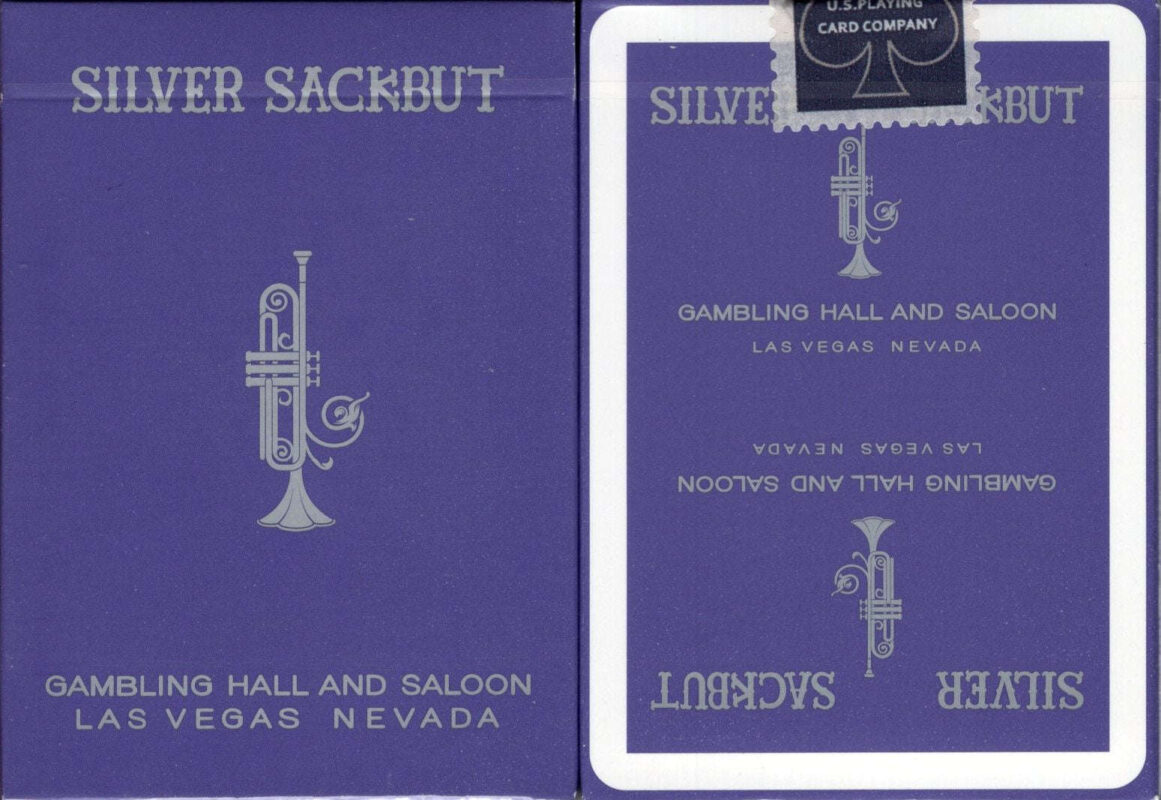 SILVER SACKBUT
GAMBLING HALL AND SALOON
LAS VEGAS NEVADA
U.S. PLAYING
CARD COMPANY
SILVE KBUT
GAMBLING HALL AND SALOON
LAS VEGAS NEVADA
LAS VEGAS NEVADA
GAMBLING HALL AND SALOON
SILVER SACKBUT